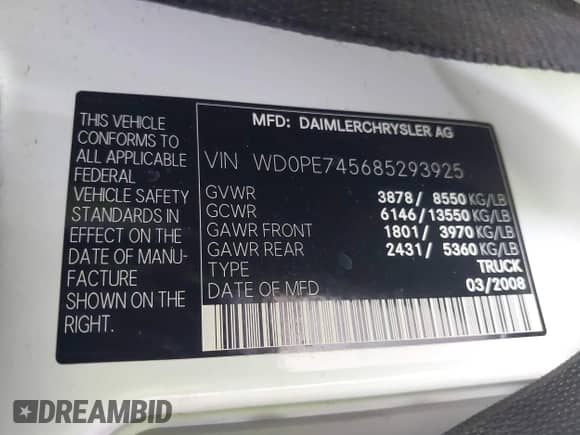 THIS VEHICLE
CONFORMS TO
ALL APPLICABLE
FEDERAL
VEHICLE SAFETY
STANDARDS IN
EFFECT ON THE
DATE OF MANU-
FACTURE
SHOWN ON THE
RIGHT.
MFD: DAIMLERCHRYSLER AG
VIN WD0PE745685293925
GVWR 3878/ 8550 KG/LB
GCWR 6146/13550 KG/LB
GAWR FRONT 1801/ 3970 KG/LB
GAWR REAR 2431/ 5360 KG/LB
TYPE TRUCK
DATE OF MFD 03/2008
DREAMBID